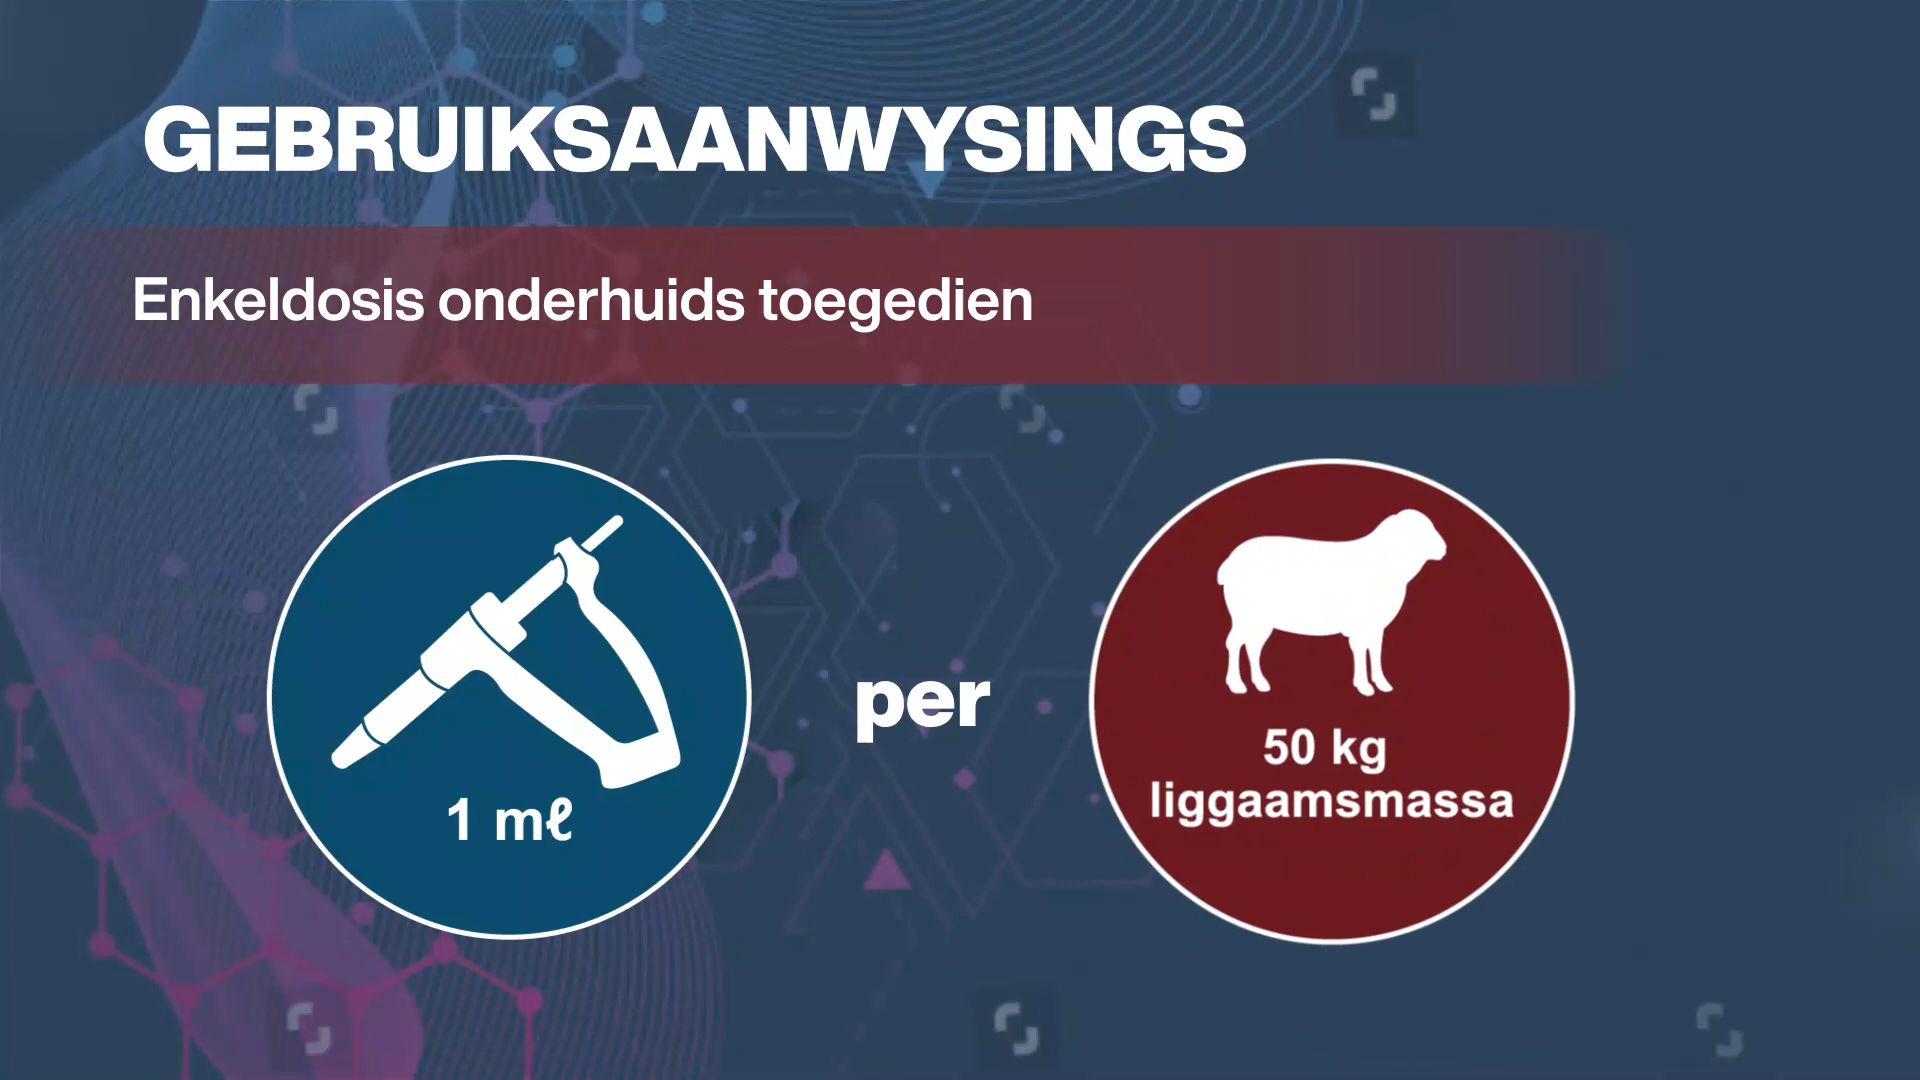 GEBRUIKSAANWYSINGS
Enkeldosis onderhuids toegedien
1 mℓ
per
50 kg
liggaamsmassa